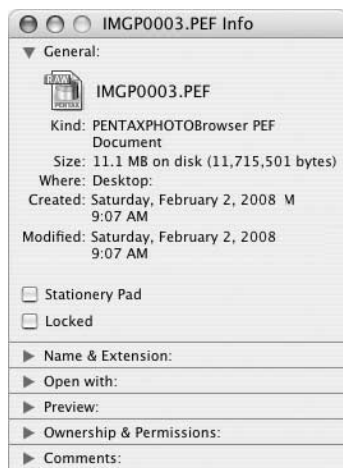 IMGP0003.PEF Info
General:
RAW
PENTAX
IMGP0003.PEF
Kind: PENTAXPHOTOBrowser PEF
Document
Size: 11.1 MB on disk (11,715,501 bytes)
Where: Desktop:
Created: Saturday, February 2, 2008 M
9:07 AM
Modified: Saturday, February 2, 2008
9:07 AM
Stationery Pad
Locked
Name & Extension:
Open with:
Preview:
Ownership & Permissions:
Comments: